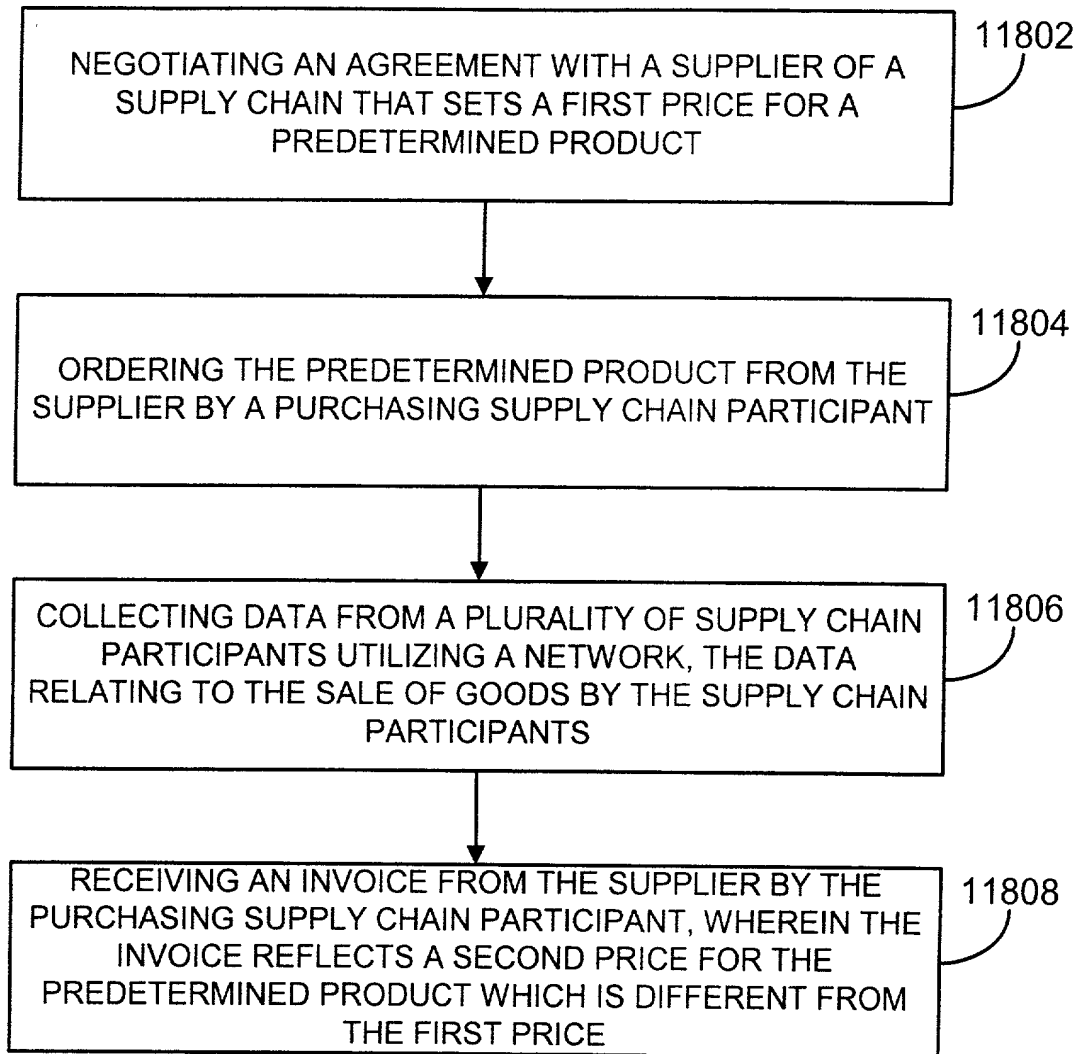 NEGOTIATING AN AGREEMENT WITH A SUPPLIER OF A
SUPPLY CHAIN THAT SETS A FIRST PRICE FOR A
PREDETERMINED PRODUCT
11802
ORDERING THE PREDETERMINED PRODUCT FROM THE
SUPPLIER BY A PURCHASING SUPPLY CHAIN PARTICIPANT
11804
COLLECTING DATA FROM A PLURALITY OF SUPPLY CHAIN
PARTICIPANTS UTILIZING A NETWORK, THE DATA
RELATING TO THE SALE OF GOODS BY THE SUPPLY CHAIN
PARTICIPANTS
11806
RECEIVING AN INVOICE FROM THE SUPPLIER BY THE
PURCHASING SUPPLY CHAIN PARTICIPANT, WHEREIN THE
INVOICE REFLECTS A SECOND PRICE FOR THE
PREDETERMINED PRODUCT WHICH IS DIFFERENT FROM
THE FIRST PRICE
11808